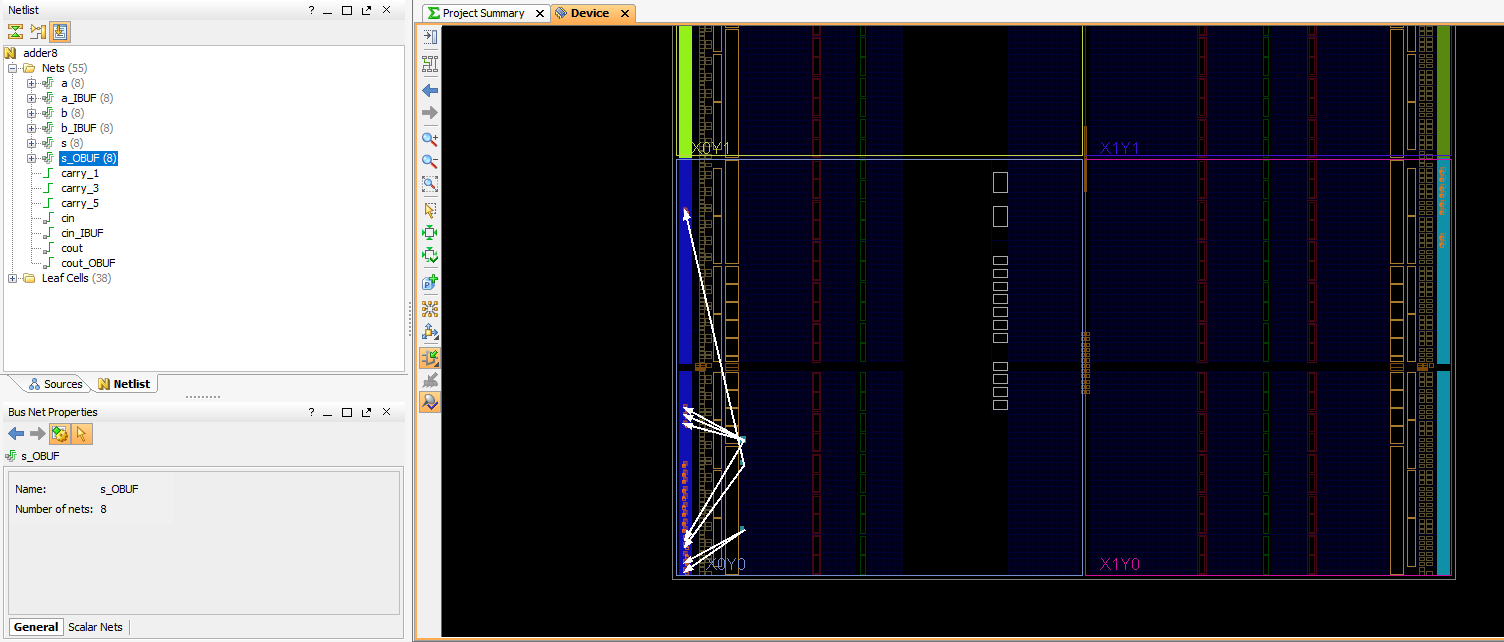 Netlist
adder8
Nets (55)
a (8)
a_IBUF (8)
b (8)
b_IBUF (8)
s (8)
s_OBUF (8)
carry_1
carry_3
carry_5
cin
cin_IBUF
cout
cout_OBUF
Leaf Cells (38)
Sources
Netlist
Bus Net Properties
s_OBUF
Name: s_OBUF
Number of nets: 8
General Scalar Nets
Project Summary
Device
X0Y1
X1Y1
X0Y0
X1Y0